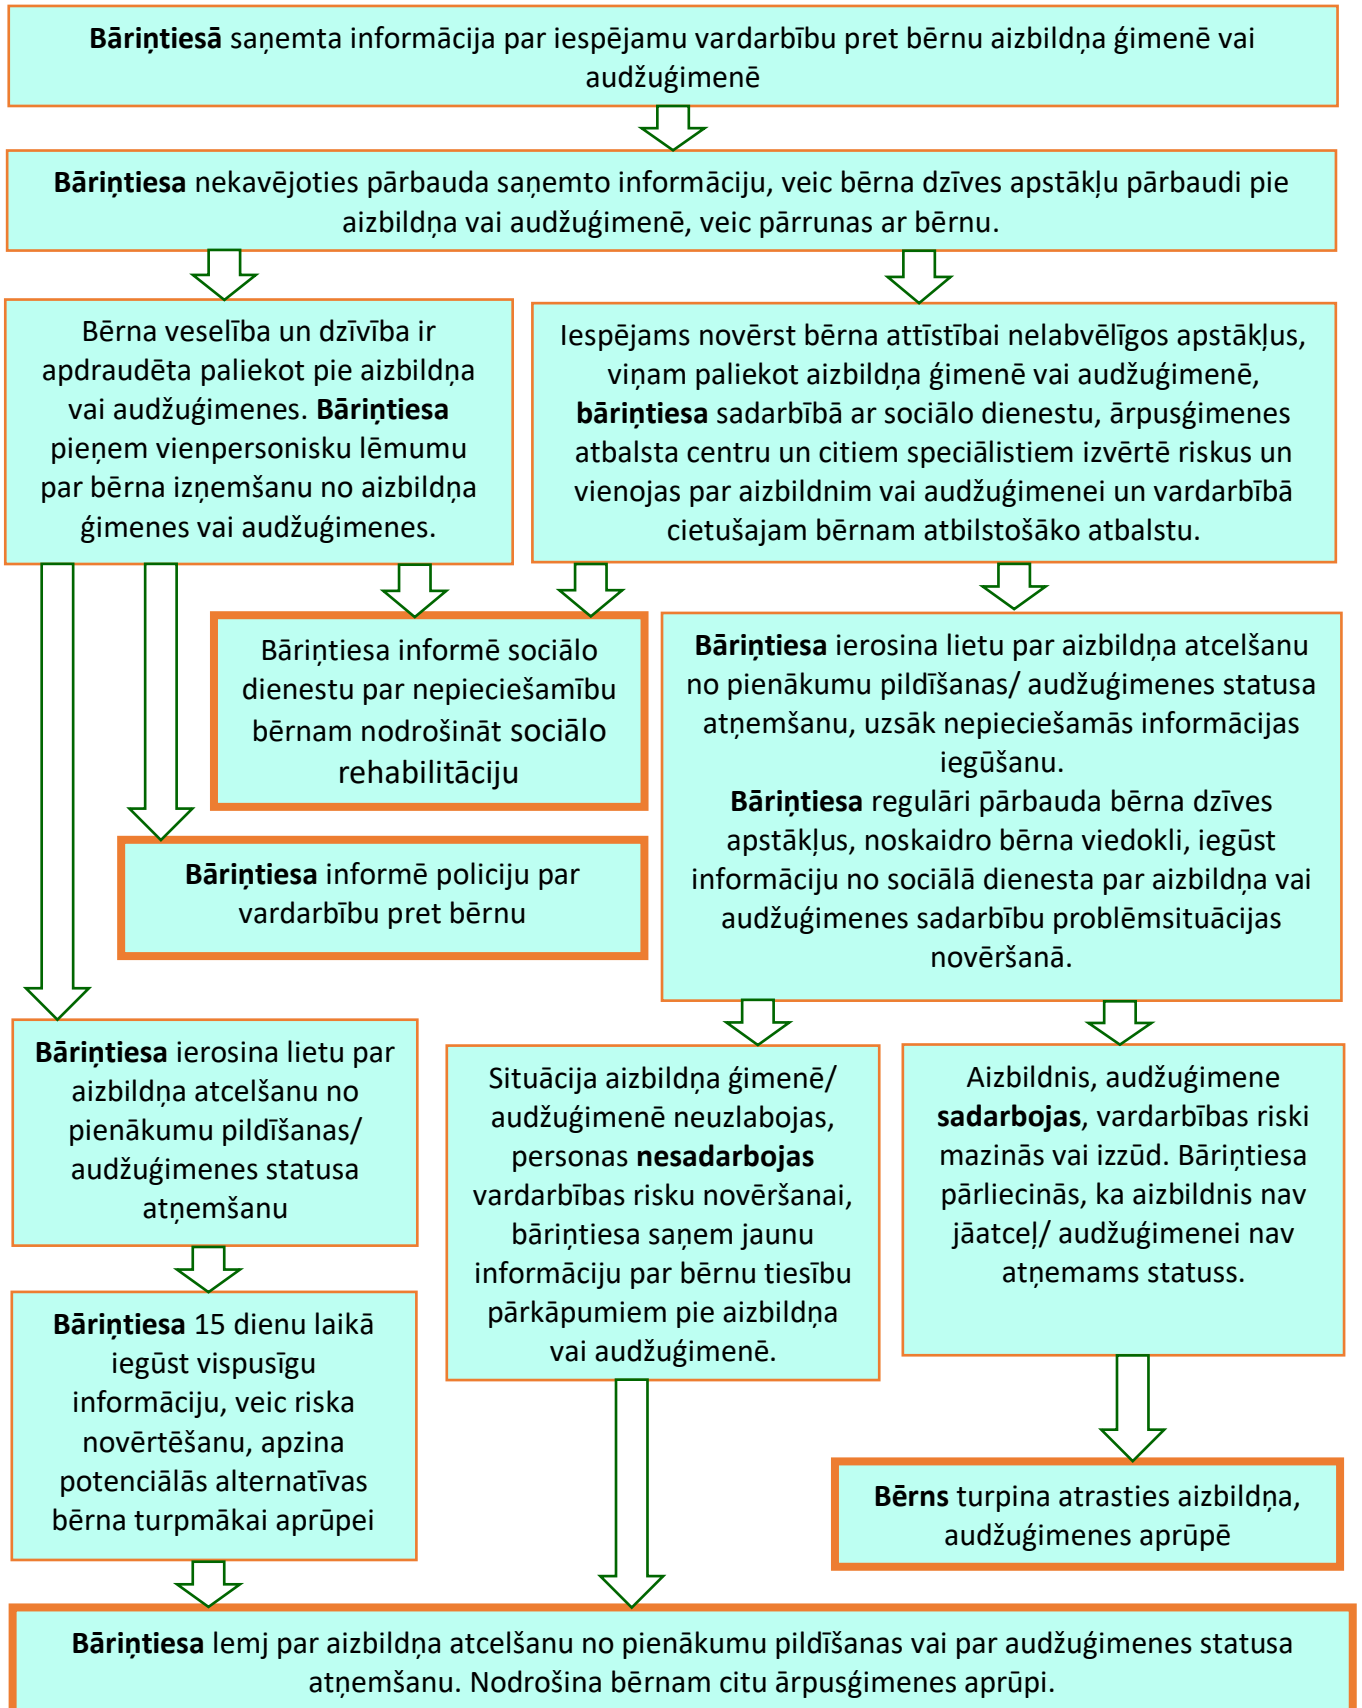 Bāriņtiesā saņemta informācija par iespējamu vardarbību pret bērnu aizbildņa ģimenē vai
audžuģimenē
Bāriņtiesa nekavējoties pārbauda saņemto informāciju, veic bērna dzīves apstākļu pārbaudi pie
aizbildņa vai audžuģimenē, veic pārrunas ar bērnu.
Bērna veselība un dzīvība ir
apdraudēta paliekot pie aizbildņa
vai audžuģimenes. Bāriņtiesa
pieņem vienpersonisku lēmumu
par bērna izņemšanu no aizbildņa
ģimenes vai audžuģimenes.
Iespējams novērst bērna attīstībai nelabvēlīgos apstākļus,
viņam paliekot aizbildņa ģimenē vai audžuģimenē,
bāriņtiesa sadarbībā ar sociālo dienestu, ārpusģimenes
atbalsta centru un citiem speciālistiem izvērtē riskus un
vienojas par aizbildnim vai audžuģimenei un vardarbībā
cietušajam bērnam atbilstošāko atbalstu.
Bāriņtiesa informē sociālo
dienestu par nepieciešamību
bērnam nodrošināt sociālo
rehabilitāciju
Bāriņtiesa ierosina lietu par aizbildņa atcelšanu
no pienākumu pildīšanas/ audžuģimenes statusa
atņemšanu, uzsāk nepieciešamās informācijas
iegūšanu.
Bāriņtiesa regulāri pārbauda bērna dzīves
apstākļus, noskaidro bērna viedokli, iegūst
informāciju no sociālā dienesta par aizbildņa vai
audžuģimenes sadarbību problēmsituācijas
novēršanā.
Bāriņtiesa informē policiju par
vardarbību pret bērnu
Bāriņtiesa ierosina lietu par
aizbildņa atcelšanu no
pienākumu pildīšanas/
audžuģimenes statusa
atņemšanu
Situācija aizbildņa ģimenē/
audžuģimenē neuzlabojas,
personas nesadarbojas
vardarbības risku novēršanai,
bāriņtiesa saņem jaunu
informāciju par bērnu tiesību
pārkāpumiem pie aizbildņa
vai audžuģimenē.
Aizbildnis, audžuģimene
sadarbojas, vardarbības riski
mazinās vai izzūd. Bāriņtiesa
pārliecinās, ka aizbildnis nav
jāatceļ/ audžuģimenei nav
atņemams statuss.
Bāriņtiesa 15 dienu laikā
iegūst vispusīgu
informāciju, veic riska
novērtēšanu, apzina
potenciālās alternatīvas
bērna turpmākai aprūpei
Bērns turpina atrasties aizbildņa,
audžuģimenes aprūpē
Bāriņtiesa lemj par aizbildņa atcelšanu no pienākumu pildīšanas vai par audžuģimenes statusa
atņemšanu. Nodrošina bērnam citu ārpusģimenes aprūpi.